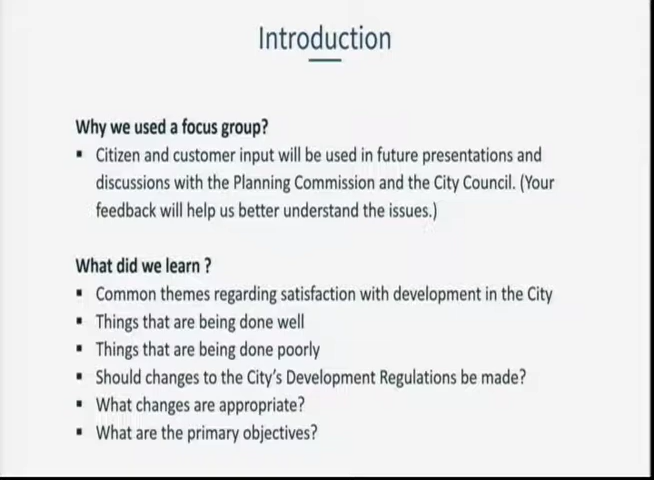 Introduction
Why we used a focus group?
▪ Citizen and customer input will be used in future presentations and
discussions with the Planning Commission and the City Council. (Your
feedback will help us better understand the issues.)
What did we learn ?
▪ Common themes regarding satisfaction with development in the City
▪ Things that are being done well
▪ Things that are being done poorly
▪ Should changes to the City's Development Regulations be made?
▪ What changes are appropriate?
▪ What are the primary objectives?